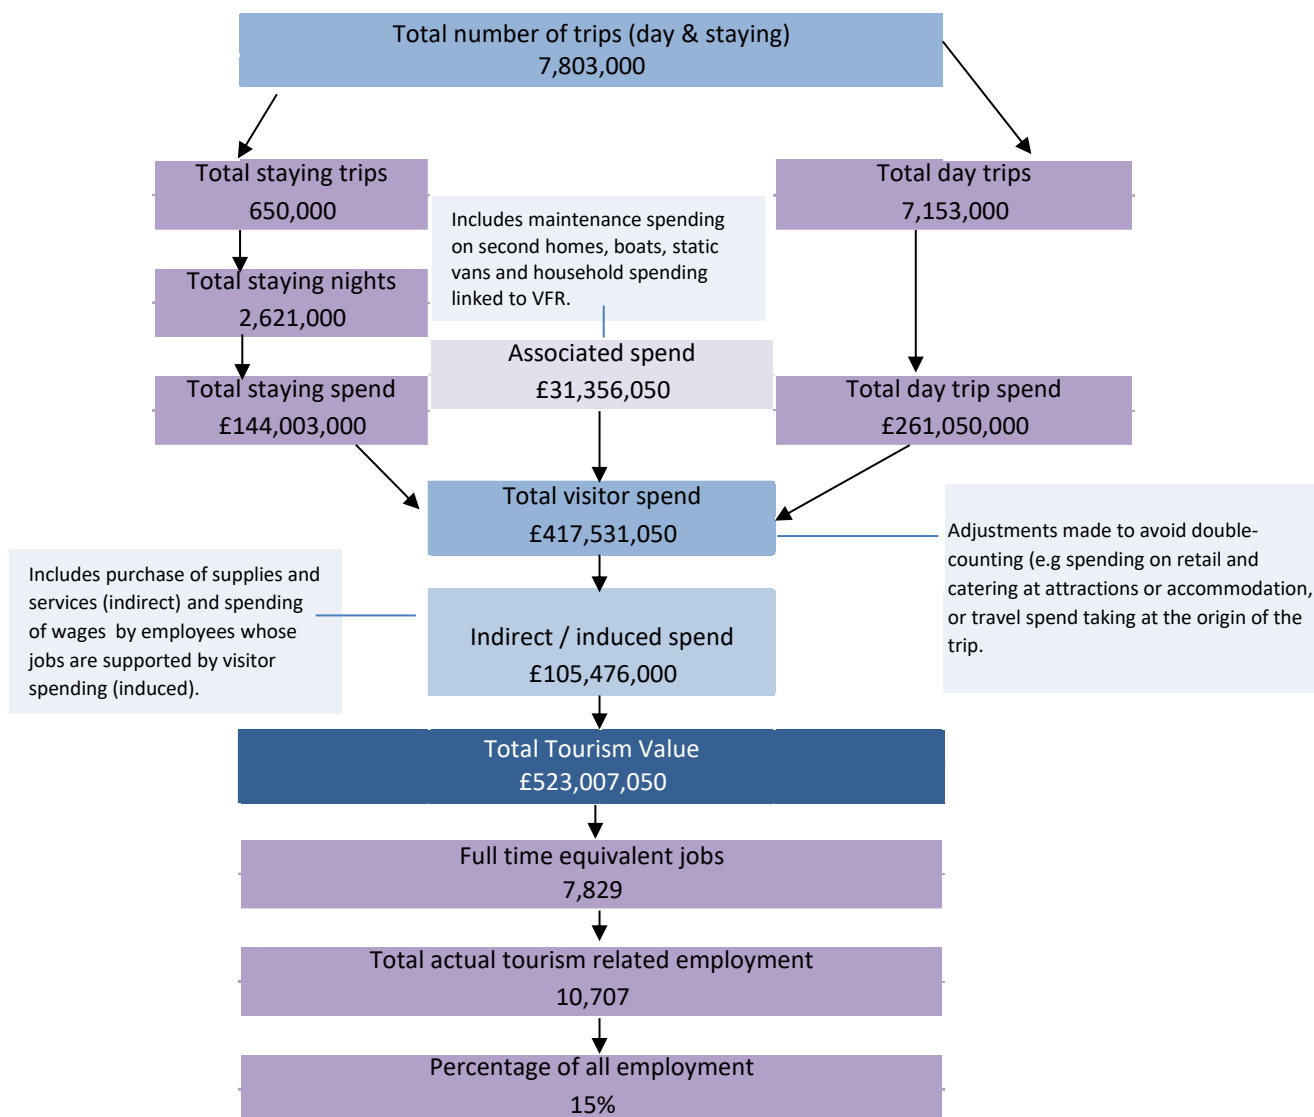 Total number of trips (day & staying)
7,803,000
Total staying trips
650,000
Includes maintenance spending
on second homes, boats, static
vans and household spending
linked to VFR.
Total day trips
7,153,000
Total staying nights
2,621,000
Associated spend
£31,356,050
Total staying spend
£144,003,000
Total day trip spend
£261,050,000
Total visitor spend
£417,531,050
Adjustments made to avoid double-
counting (e.g spending on retail and
catering at attractions or accommodation,
or travel spend taking at the origin of the
trip.
Includes purchase of supplies and
services (indirect) and spending
of wages by employees whose
jobs are supported by visitor
spending (induced).
Indirect / induced spend
£105,476,000
Total Tourism Value
£523,007,050
Full time equivalent jobs
7,829
Total actual tourism related employment
10,707
Percentage of all employment
15%